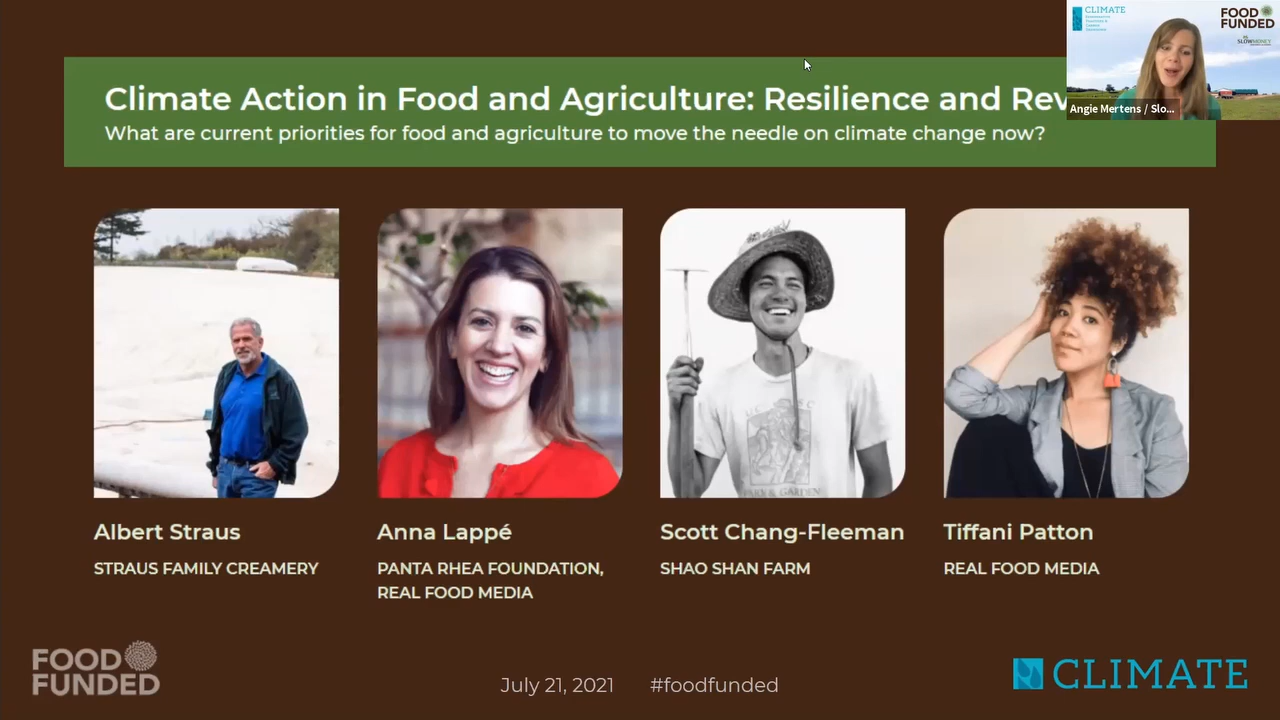 CLIMATE
FOOD
FUNDED
SLOWMONEY
Angie Mertens / Slo...
Climate Action in Food and Agriculture: Resilience and Rev
What are current priorities for food and agriculture to move the needle on climate change now?
Albert Straus
STRAUS FAMILY CREAMERY
Anna Lappé
PANTA RHEA FOUNDATION,
REAL FOOD MEDIA
Scott Chang-Fleeman
SHAO SHAN FARM
Tiffani Patton
REAL FOOD MEDIA
FOOD
FUNDED
July 21, 2021
#foodfunded
CLIMATE